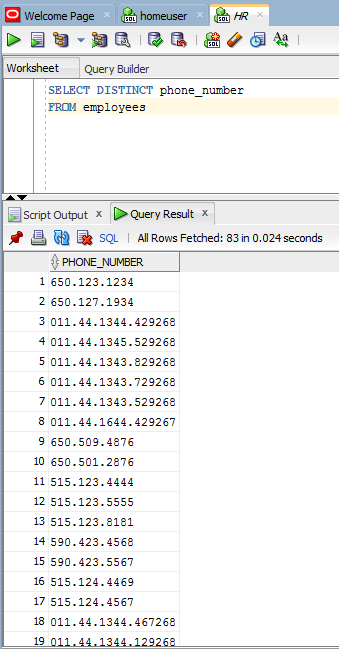 Welcome Page x homeuser x HR x
Worksheet Query Builder
SELECT DISTINCT phone_number
FROM employees
Script Output x Query Result x
SQL | All Rows Fetched: 83 in 0.024 seconds
PHONE_NUMBER
1 650.123.1234
2 650.127.1934
3 011.44.1344.429268
4 011.44.1345.529268
5 011.44.1343.829268
6 011.44.1343.729268
7 011.44.1343.529268
8 011.44.1644.429267
9 650.509.4876
10 650.501.2876
11 515.123.4444
12 515.123.5555
13 515.123.8181
14 590.423.4568
15 590.423.5567
16 515.124.4469
17 515.124.4567
18 011.44.1344.467268
19 011.44.1344.129268